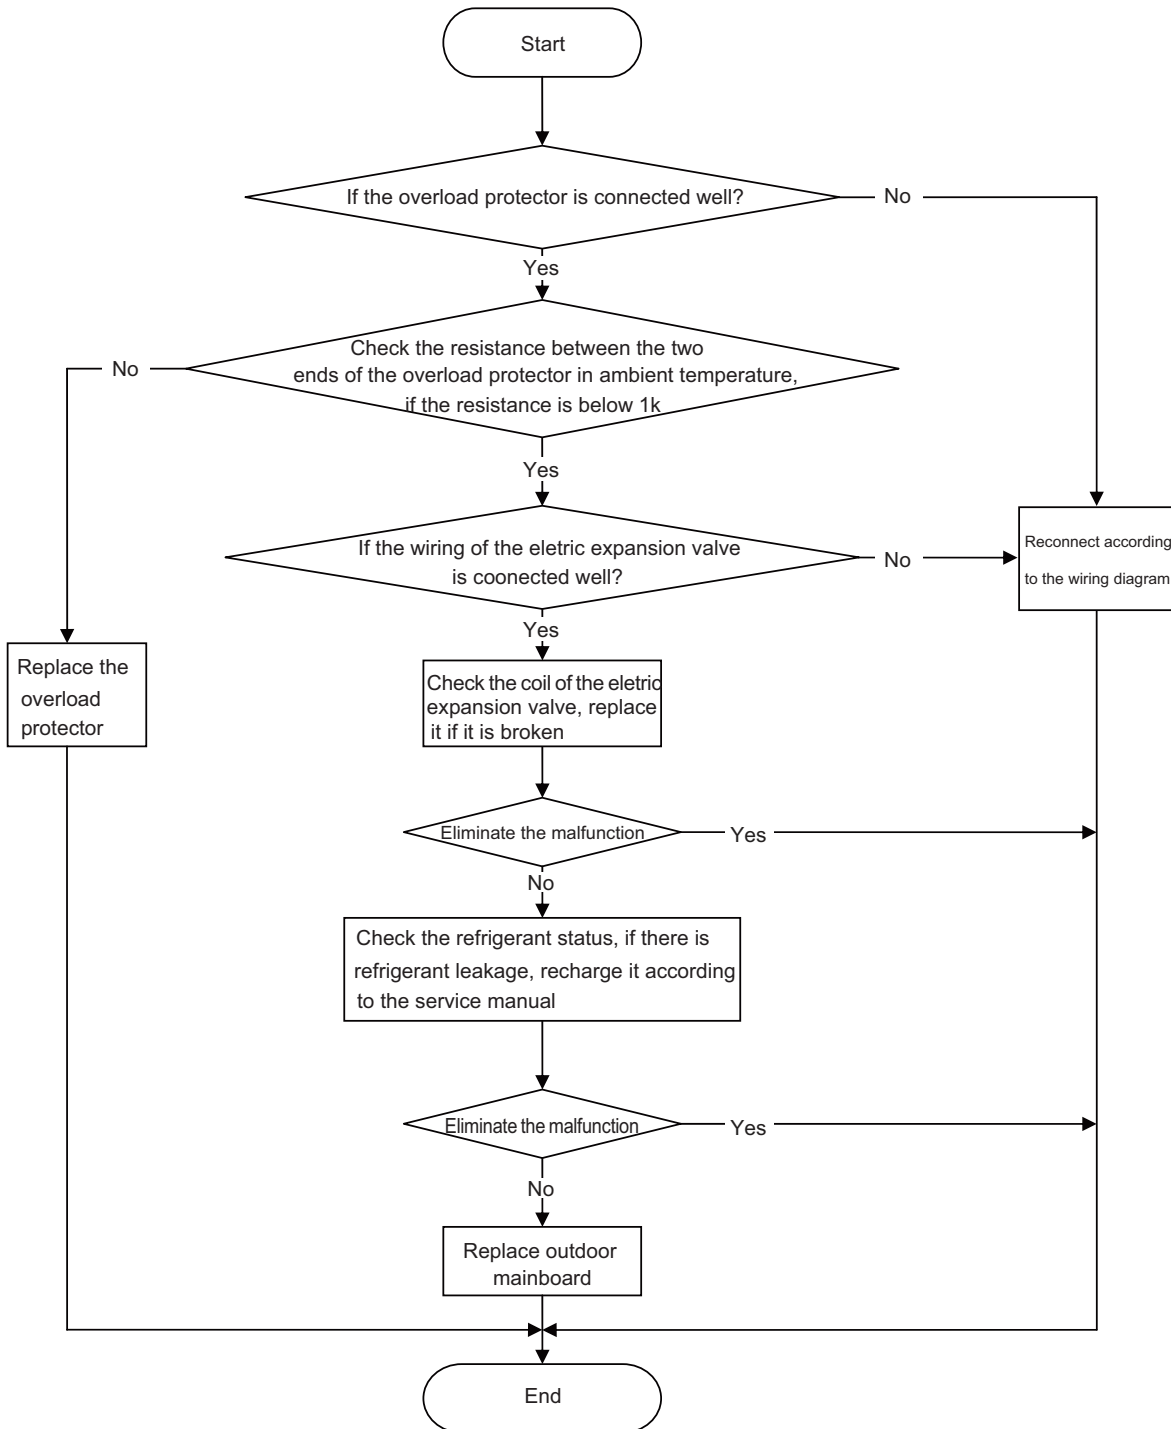 Start
If the overload protector is connected well?
No
Yes
Check the resistance between the two
ends of the overload protector in ambient temperature,
if the resistance is below 1k
No
Yes
If the wiring of the eletric expansion valve
is coonected well?
No
Reconnect according
to the wiring diagram
Yes
Replace the
overload
protector
Check the coil of the eletric
expansion valve, replace
it if it is broken
Eliminate the malfunction
Yes
No
Check the refrigerant status, if there is
refrigerant leakage, recharge it according
to the service manual
Eliminate the malfunction
Yes
No
Replace outdoor
mainboard
End